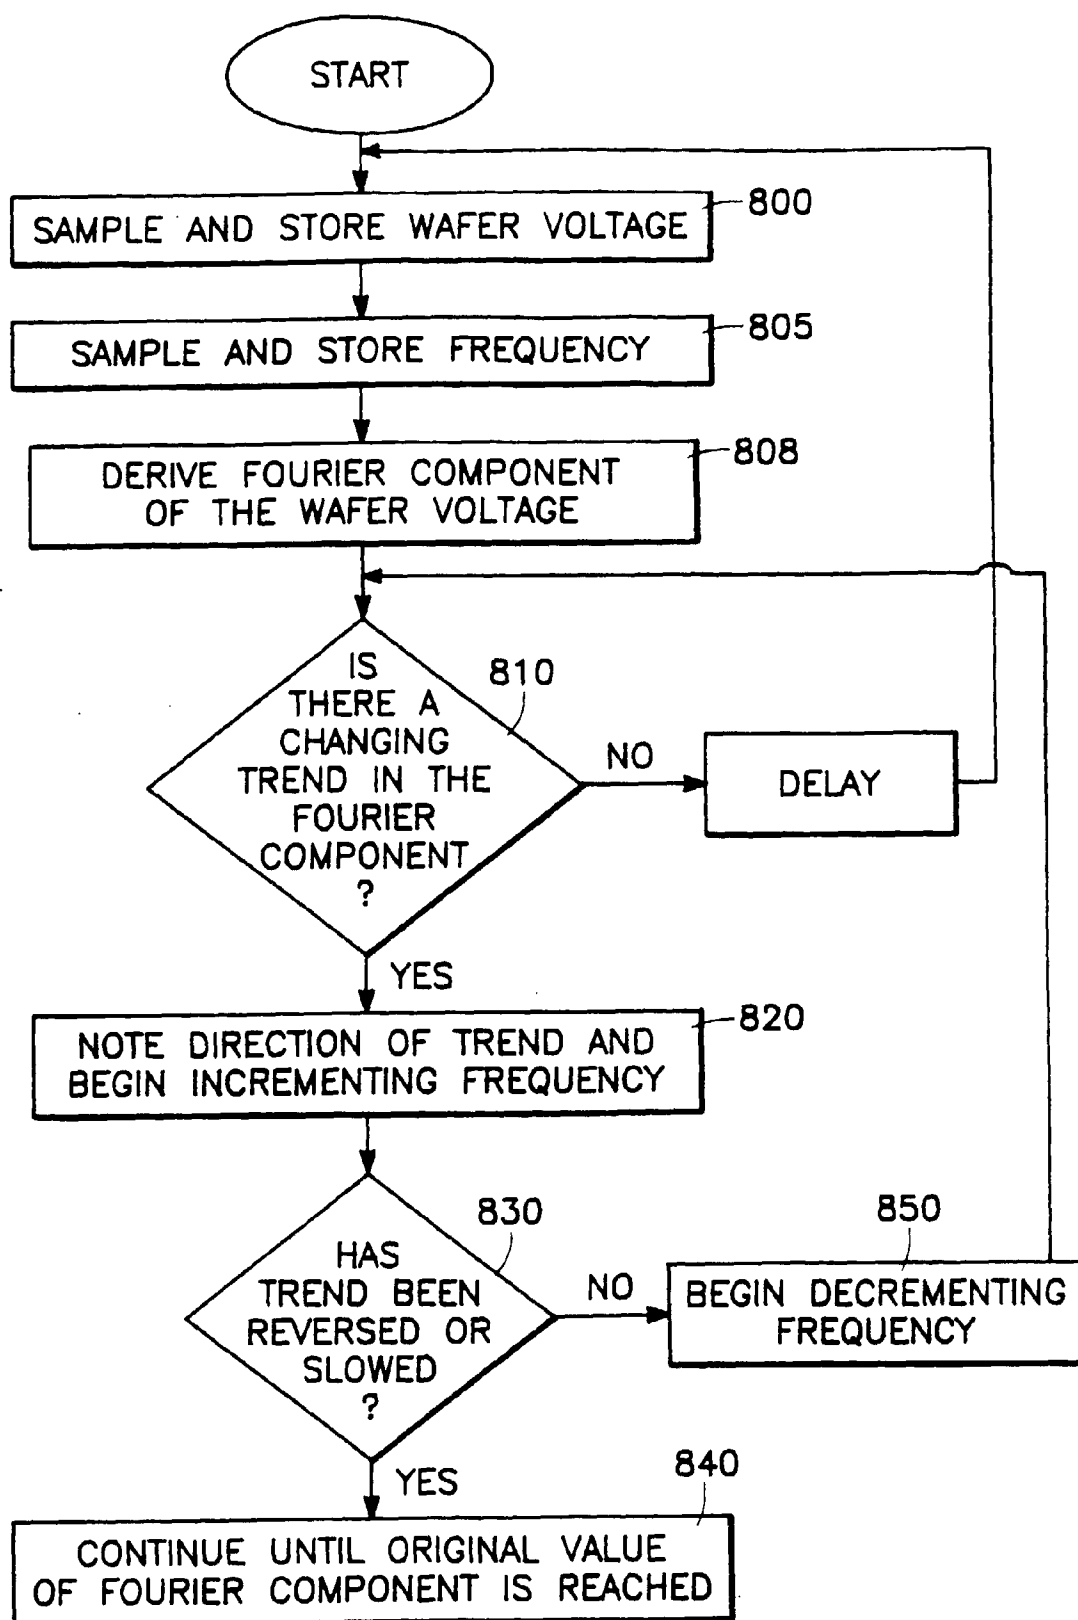 START
SAMPLE AND STORE WAFER VOLTAGE
800
SAMPLE AND STORE FREQUENCY
805
DERIVE FOURIER COMPONENT
OF THE WAFER VOLTAGE
808
IS
THERE A
CHANGING
TREND IN THE
FOURIER
COMPONENT
?
810
NO
DELAY
YES
NOTE DIRECTION OF TREND AND
BEGIN INCREMENTING FREQUENCY
820
HAS
TREND BEEN
REVERSED OR
SLOWED
?
830
NO
BEGIN DECREMENTING
FREQUENCY
850
YES
CONTINUE UNTIL ORIGINAL VALUE
OF FOURIER COMPONENT IS REACHED
840